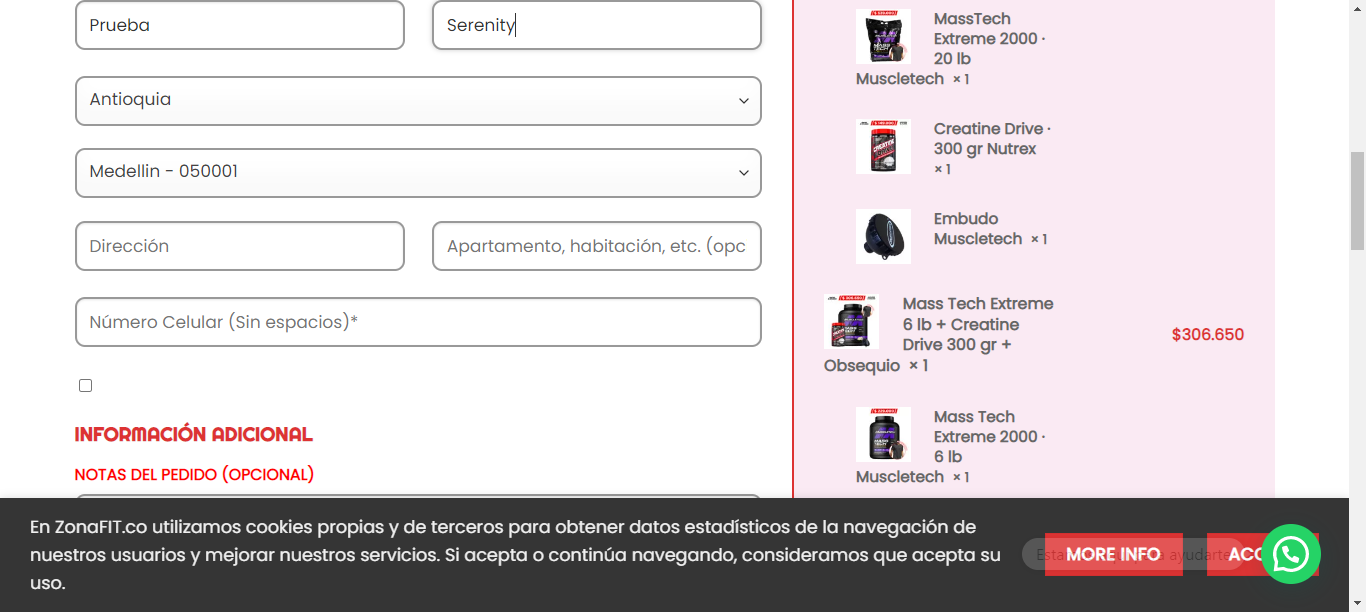 Prueba
Serenity
Antioquia
Medellin - 050001
Dirección
Apartamento, habitación, etc. (opc
Número Celular (Sin espacios)*
INFORMACIÓN ADICIONAL
NOTAS DEL PEDIDO (OPCIONAL)
MassTech
Extreme 2000 ·
20 lb
Muscletech × 1
Creatine Drive ·
300 gr Nutrex
× 1
Embudo
Muscletech × 1
Mass Tech Extreme
6 lb + Creatine
Drive 300 gr +
Obsequio × 1
$306.650
Mass Tech
Extreme 2000 ·
6 lb
Muscletech × 1
En ZonaFIT.co utilizamos cookies propias y de terceros para obtener datos estadísticos de la navegación de
nuestros usuarios y mejorar nuestros servicios. Si acepta o continúa navegando, consideramos que acepta su
uso.
MORE INFO